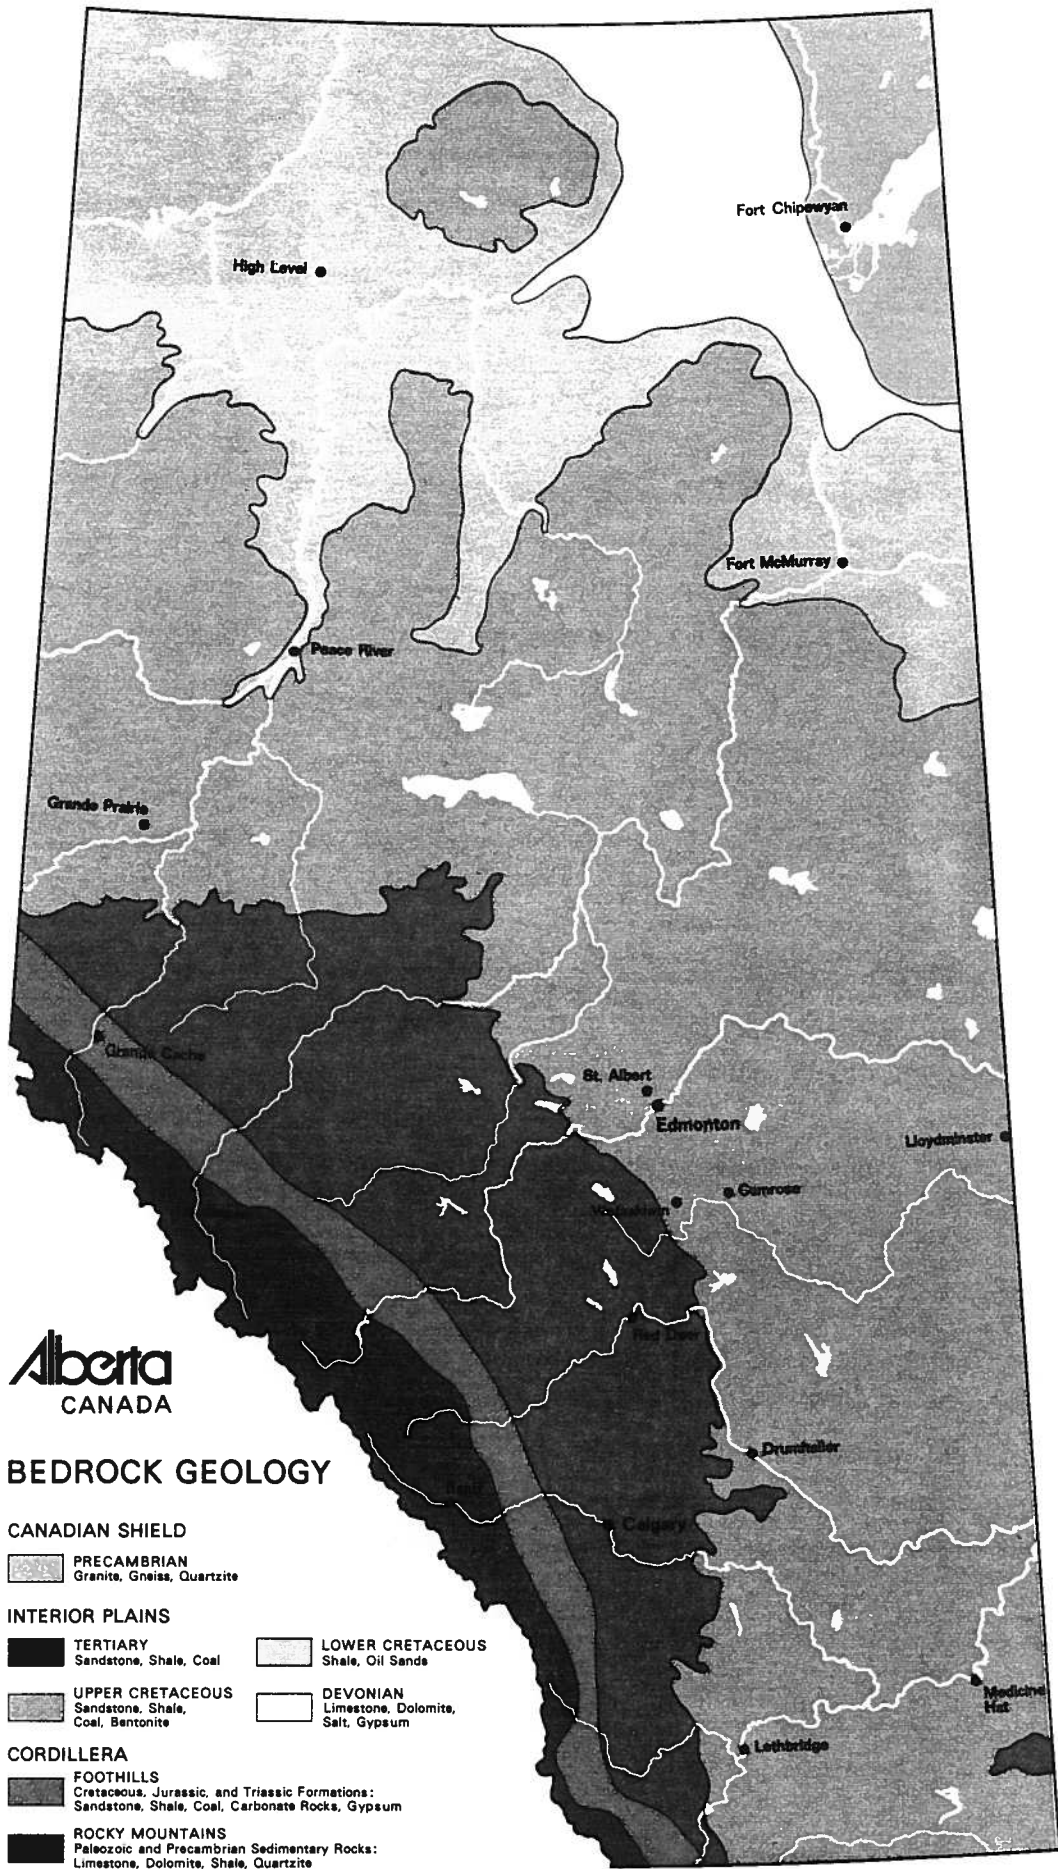 Fort Chipewyan
High Level
Fort McMurray
Peace River
Grande Prairie
Grande Cache
St. Albert
Edmonton
Lloydminster
Camrose
Wetaskiwin
Red Deer
Alberta
CANADA
Drumheller
BEDROCK GEOLOGY
Banff
Calgary
CANADIAN SHIELD
PRECAMBRIAN
Granite, Gneiss, Quartzite
INTERIOR PLAINS
TERTIARY
Sandstone, Shale, Coal
LOWER CRETACEOUS
Shale, Oil Sands
UPPER CRETACEOUS
Sandstone, Shale,
Coal, Bentonite
DEVONIAN
Limestone, Dolomite,
Salt, Gypsum
Medicine
Hat
Lethbridge
CORDILLERA
FOOTHILLS
Cretaceous, Jurassic, and Triassic Formations:
Sandstone, Shale, Coal, Carbonate Rocks, Gypsum
ROCKY MOUNTAINS
Paleozoic and Precambrian Sedimentary Rocks:
Limestone, Dolomite, Shale, Quartzite